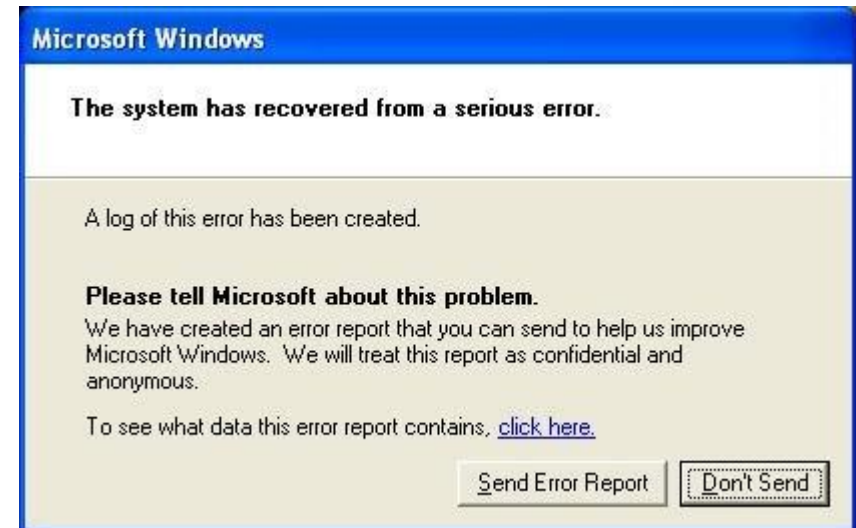 Microsoft Windows
The system has recovered from a serious error.
A log of this error has been created.
Please tell Microsoft about this problem.
We have created an error report that you can send to help us improve
Microsoft Windows.  We will treat this report as confidential and
anonymous.
To see what data this error report contains, click here.
Send Error Report
Don't Send